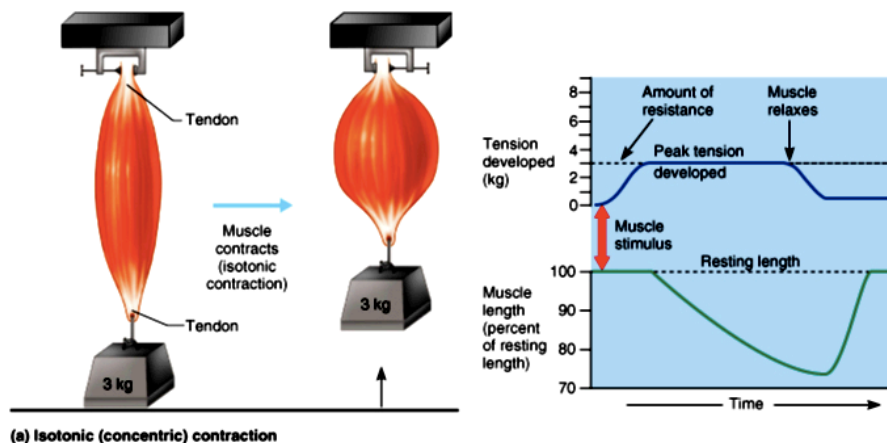 Tendon
Muscle
contracts
(isotonic
contraction)
Tendon
3 kg
3 kg
(a) Isotonic (concentric) contraction
Amount of
resistance
Muscle
relaxes
Tension
developed
(kg)
8
6
4
2
0
Peak tension
developed
Muscle
stimulus
Resting length
Muscle
length
(percent
of resting
length)
100
90
80
70
Time